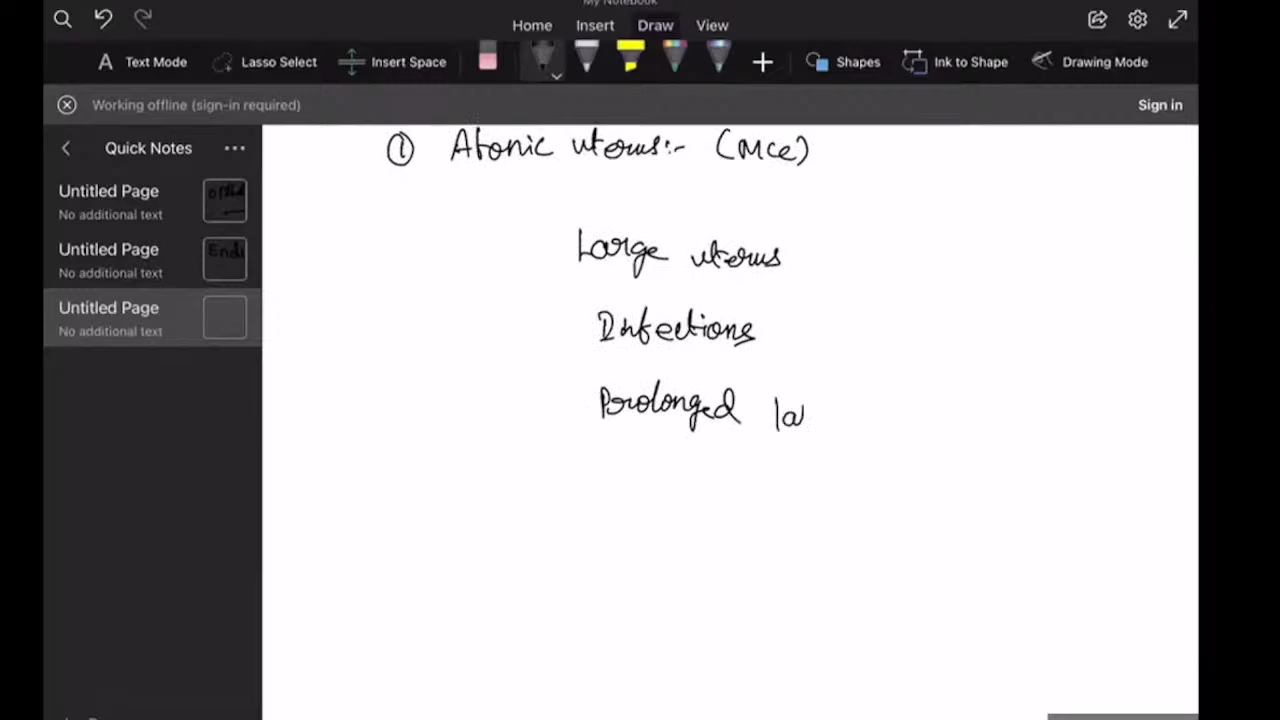 My Notebook
Home Insert Draw View
Text Mode Lasso Select Insert Space Shapes Ink to Shape Drawing Mode
Working offline (sign-in required) Sign in
Quick Notes
Untitled Page
No additional text
Untitled Page
No additional text
Untitled Page
No additional text
① Atonic uterus:- (MCC)
Large uterus
Infections
Prolonged la